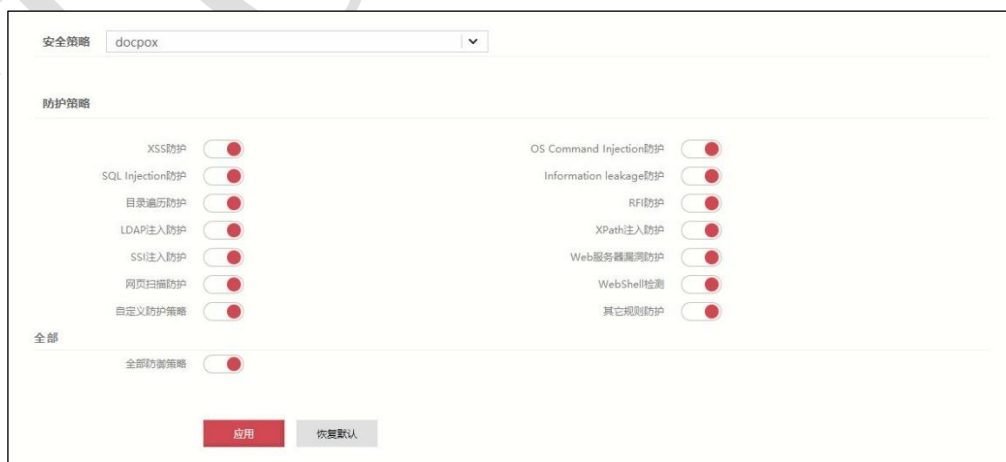 安全策略 docpox
防护策略
XSS防护 OS Command Injection防护
SQL Injection防护 Information leakage防护
目录遍历防护 RFI防护
LDAP注入防护 XPath注入防护
SSI注入防护 Web服务器漏洞防护
网页扫描防护 WebShell检测
自定义防护策略 其它规则防护
全部
全部防御策略
应用 恢复默认